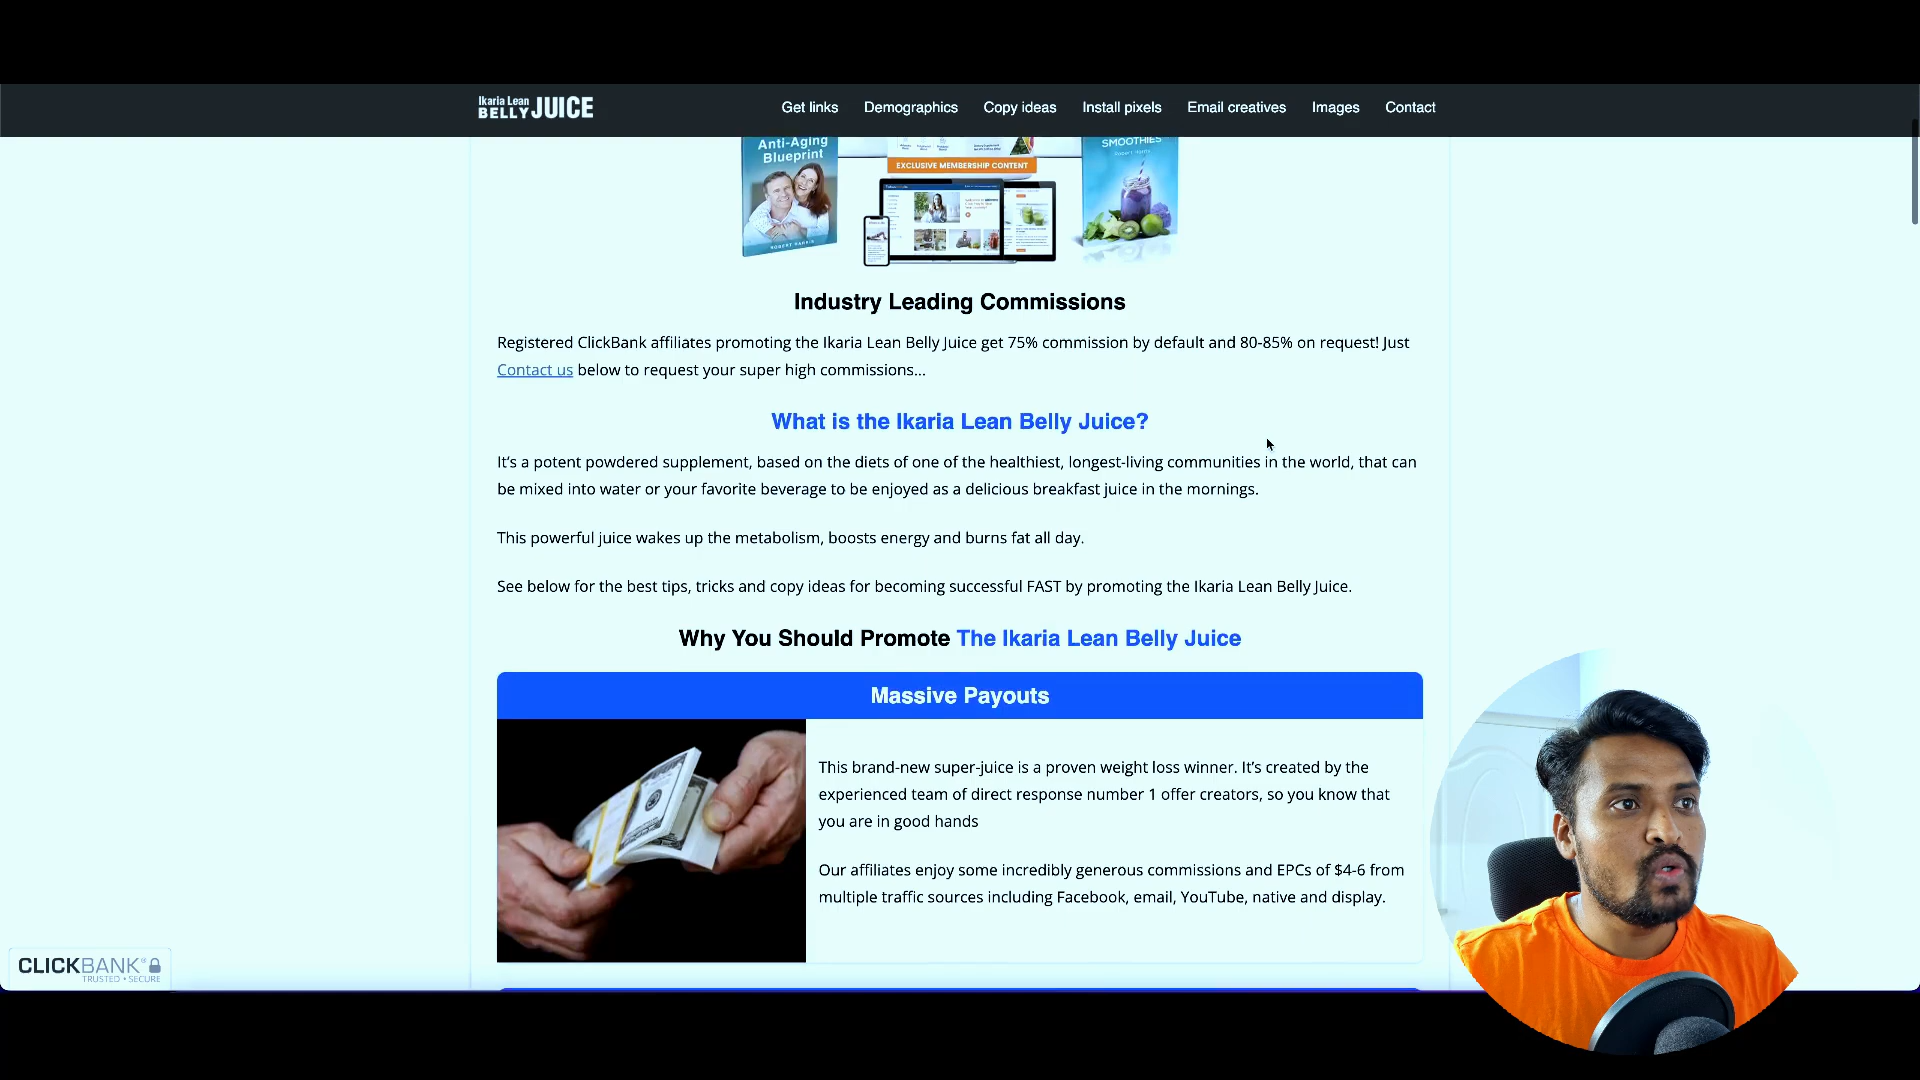 Ikaria Lean
BELLY JUICE
Get links Demographics Copy ideas Install pixels Email creatives Images Contact
Anti-Aging
Blueprint
ROBERT HARRIS
EXCLUSIVE MEMBERSHIP CONTENT
SMOOTHIES
Industry Leading Commissions
Registered ClickBank affiliates promoting the Ikaria Lean Belly Juice get 75% commission by default and 80-85% on request! Just
Contact us below to request your super high commissions...
What is the Ikaria Lean Belly Juice?
It's a potent powdered supplement, based on the diets of one of the healthiest, longest-living communities in the world, that can
be mixed into water or your favorite beverage to be enjoyed as a delicious breakfast juice in the mornings.
This powerful juice wakes up the metabolism, boosts energy and burns fat all day.
See below for the best tips, tricks and copy ideas for becoming successful FAST by promoting the Ikaria Lean Belly Juice.
Why You Should Promote The Ikaria Lean Belly Juice
Massive Payouts
This brand-new super-juice is a proven weight loss winner. It's created by the
experienced team of direct response number 1 offer creators, so you know that
you are in good hands
Our affiliates enjoy some incredibly generous commissions and EPCs of $4-6 from
multiple traffic sources including Facebook, email, YouTube, native and display.
CLICKBANK®
TRUSTED • SECURE